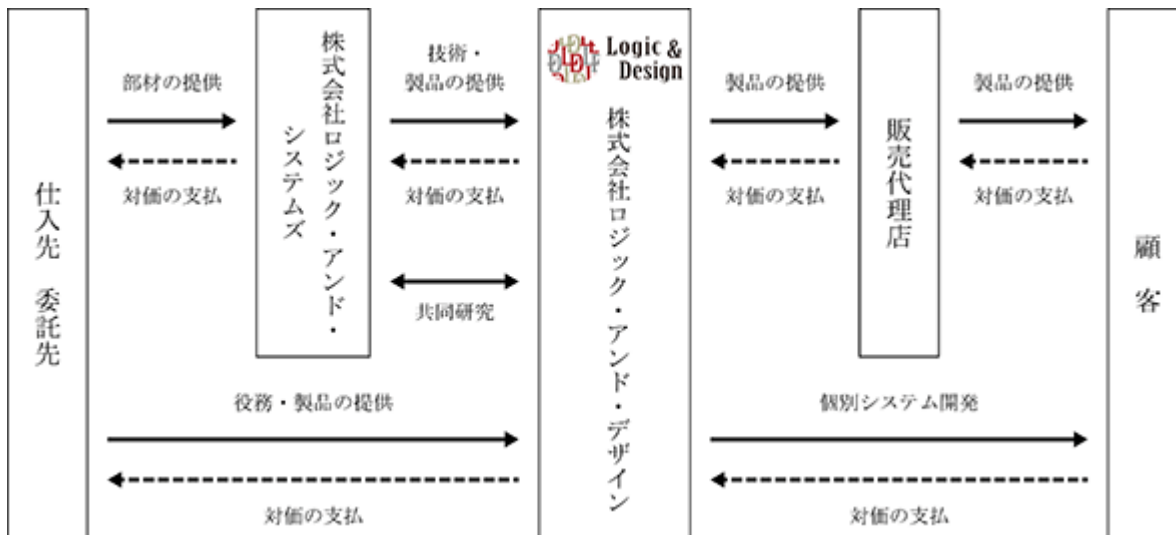 仕入先　委託先
部材の提供
対価の支払
株式会社ロジック・アンド・
システムズ
技術・
製品の提供
対価の支払
共同研究
役務・製品の提供
対価の支払
Logic &
Design
株式会社ロジック・アンド・デザイン
製品の提供
対価の支払
販売代理店
製品の提供
対価の支払
個別システム開発
対価の支払
顧　客